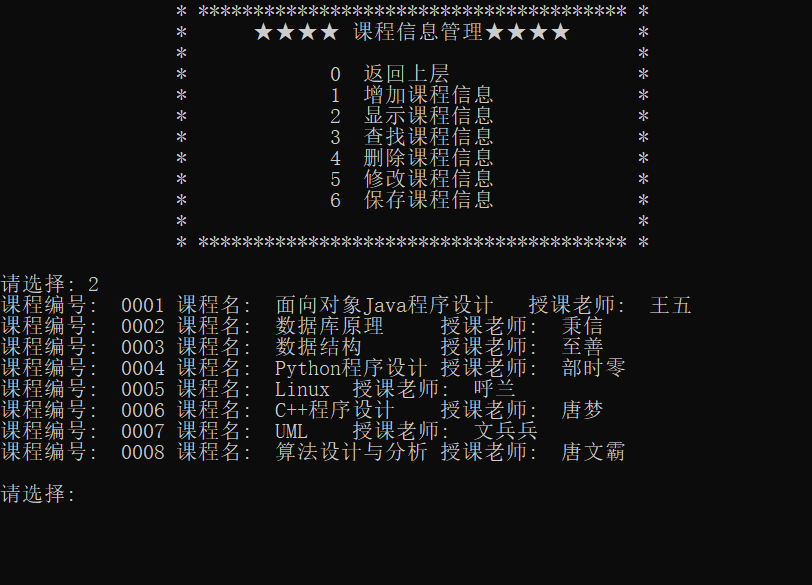 * *************************************** *
* ★★★★ 课程信息管理★★★★ *
* *
* 0 返回上层 *
* 1 增加课程信息 *
* 2 显示课程信息 *
* 3 查找课程信息 *
* 4 删除课程信息 *
* 5 修改课程信息 *
* 6 保存课程信息 *
* *
* *************************************** *
请选择: 2
课程编号: 0001 课程名: 面向对象Java程序设计 授课老师: 王五
课程编号: 0002 课程名: 数据库原理 授课老师: 秉信
课程编号: 0003 课程名: 数据结构 授课老师: 至善
课程编号: 0004 课程名: Python程序设计 授课老师: 部时零
课程编号: 0005 课程名: Linux 授课老师: 呼兰
课程编号: 0006 课程名: C++程序设计 授课老师: 唐梦
课程编号: 0007 课程名: UML 授课老师: 文兵兵
课程编号: 0008 课程名: 算法设计与分析 授课老师: 唐文霸
请选择: